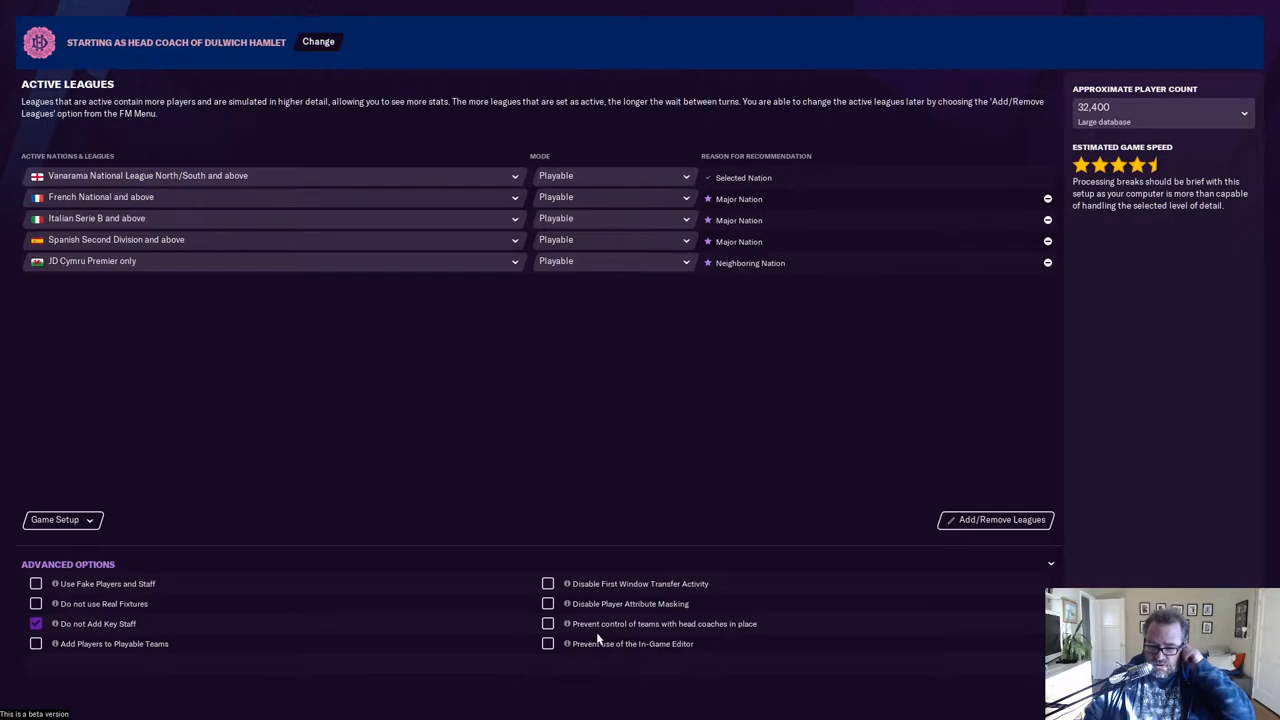 STARTING AS HEAD COACH OF DULWICH HAMLET
Change
ACTIVE LEAGUES
Leagues that are active contain more players and are simulated in higher detail, allowing you to see more stats. The more leagues that are set as active, the longer the wait between turns. You are able to change the active leagues later by choosing the 'Add/Remove
Leagues' option from the FM Menu.
ACTIVE NATIONS & LEAGUES MODE REASON FOR RECOMMENDATION
Vanarama National League North/South and above Playable Selected Nation
French National and above Playable Major Nation
Italian Serie B and above Playable Major Nation
Spanish Second Division and above Playable Major Nation
JD Cymru Premier only Playable Neighboring Nation
APPROXIMATE PLAYER COUNT
32,400
Large database
ESTIMATED GAME SPEED
Processing breaks should be brief with this
setup as your computer is more than capable
of handling the selected level of detail.
Game Setup
Add/Remove Leagues
ADVANCED OPTIONS
Use Fake Players and Staff
Do not use Real Fixtures
Do not Add Key Staff
Add Players to Playable Teams
Disable First Window Transfer Activity
Disable Player Attribute Masking
Prevent control of teams with head coaches in place
Prevent use of the In-Game Editor
This is a beta version